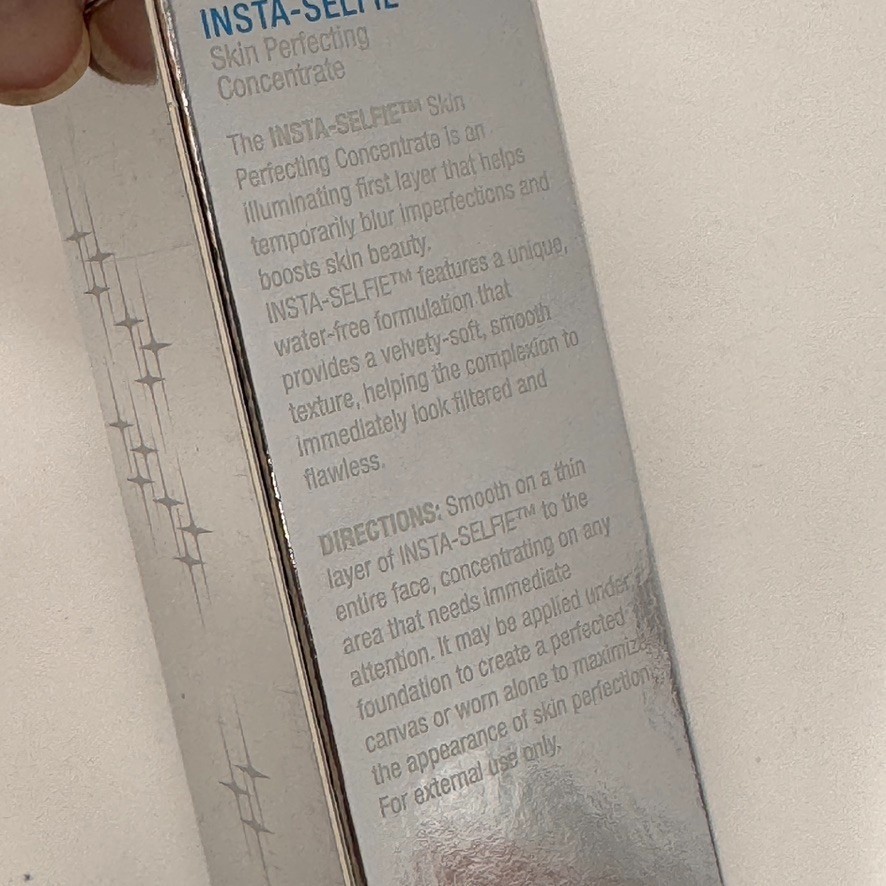 INSTA-SELFIE
Skin Perfecting
Concentrate
The INSTA-SELFIE™ Skin
Perfecting Concentrate is an
illuminating first layer that helps
temporarily blur imperfections and
boosts skin beauty.
INSTA-SELFIE™ features a unique,
water-free formulation that
provides a velvety-soft, smooth
texture, helping the complexion to
immediately look filtered and
flawless.
DIRECTIONS: Smooth on a thin
layer of INSTA-SELFIE™ to the
entire face, concentrating on any
area that needs immediate
attention. It may be applied under
foundation to create a perfected
canvas or worn alone to maximize
the appearance of skin perfection.
For external use only.